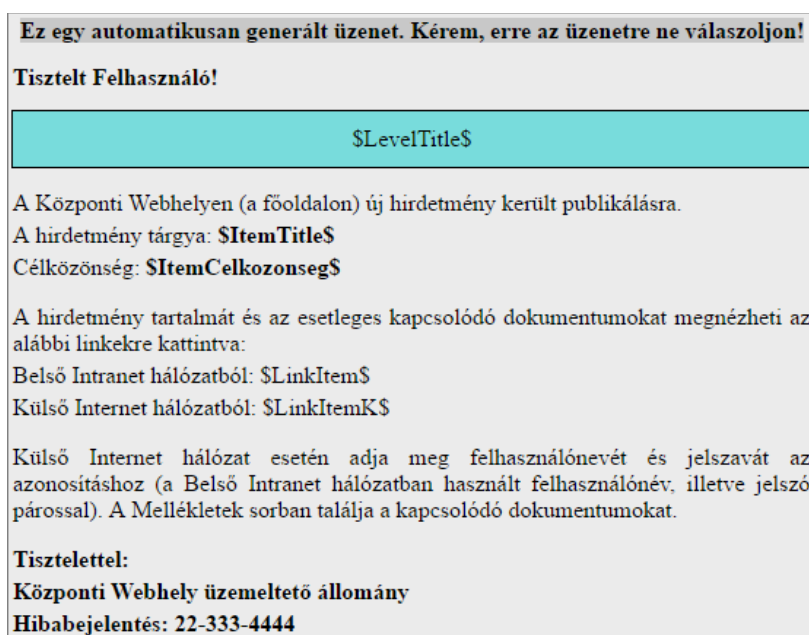 Ez egy automatikusan generált üzenet. Kérem, erre az üzenetre ne válaszoljon!
Tisztelt Felhasználó!
$LevelTitle$
A Központi Webhelyen (a főoldalon) új hirdetmény került publikálásra.
A hirdetmény tárgya: $ItemTitle$
Célközönség: $ItemCelkozonseg$
A hirdetmény tartalmát és az esetleges kapcsolódó dokumentumokat megnézheti az
alábbi linkekre kattintva:
Belső Intranet hálózatból: $LinkItem$
Külső Internet hálózatból: $LinkItemK$
Külső Internet hálózat esetén adja meg felhasználónevét és jelszavát az
azonosításhoz (a Belső Intranet hálózatban használt felhasználónév, illetve jelszó
párossal). A Mellékletek sorban találja a kapcsolódó dokumentumokat.
Tisztelettel:
Központi Webhely üzemeltető állomány
Hibabejelentés: 22-333-4444